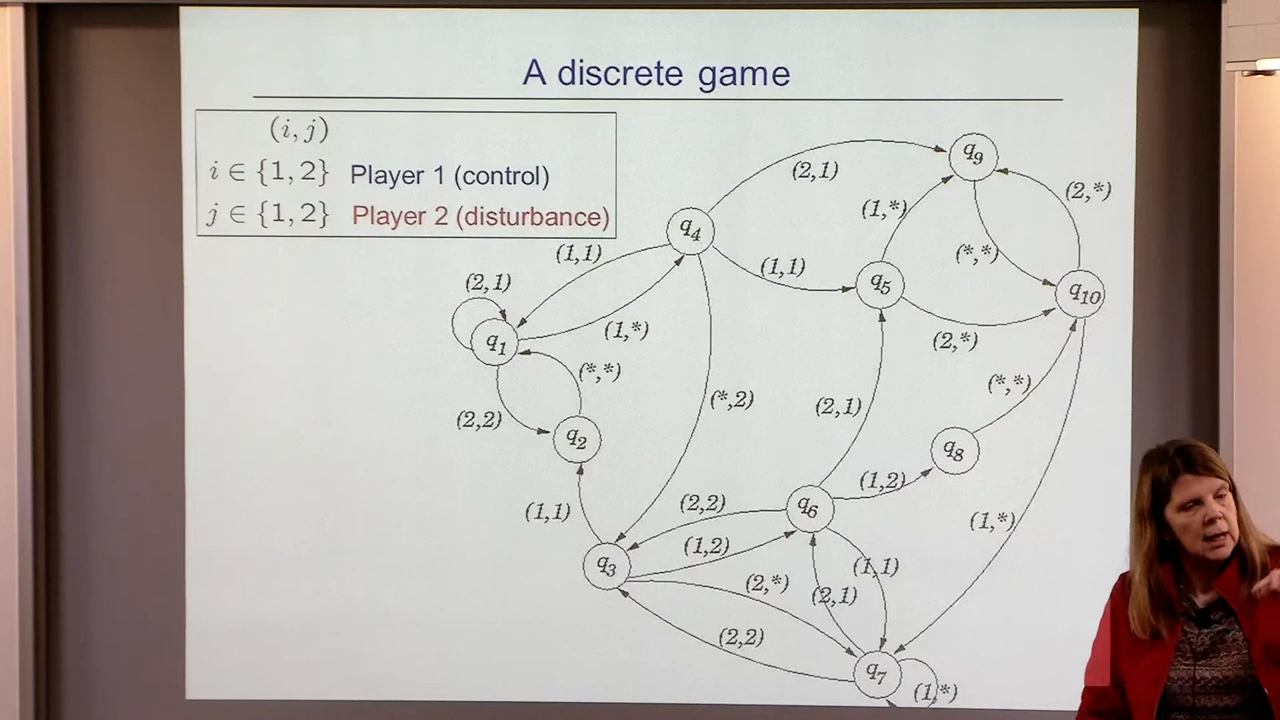 A discrete game
(i, j)
i ∈ {1, 2} Player 1 (control)
j ∈ {1, 2} Player 2 (disturbance)
q9
(2,1)
(2,*)
(1,*)
q4
(1,1)
(1,1)
(*,*)
(2,1)
q5
q10
(1,*)
q1
(2,*)
(*,*)
(*,*)
(*,2)
(2,1)
(2,2)
q2
q8
(1,2)
(2,2)
q6
(1,1)
(1,*)
(1,2)
q3
(1,1)
(2,*)
(2,1)
(2,2)
q7
(1,*)